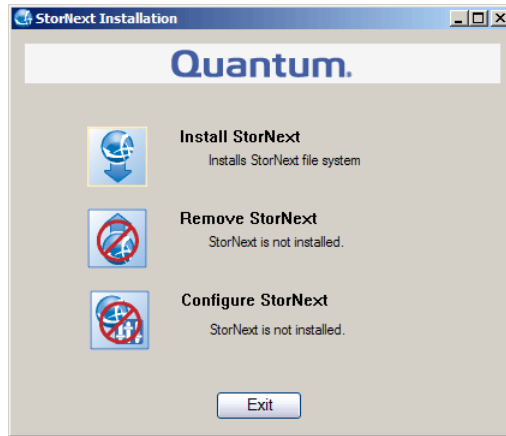 StorNext Installation
Quantum.
Install StorNext
Installs StorNext file system
Remove StorNext
StorNext is not installed.
Configure StorNext
StorNext is not installed.
Exit